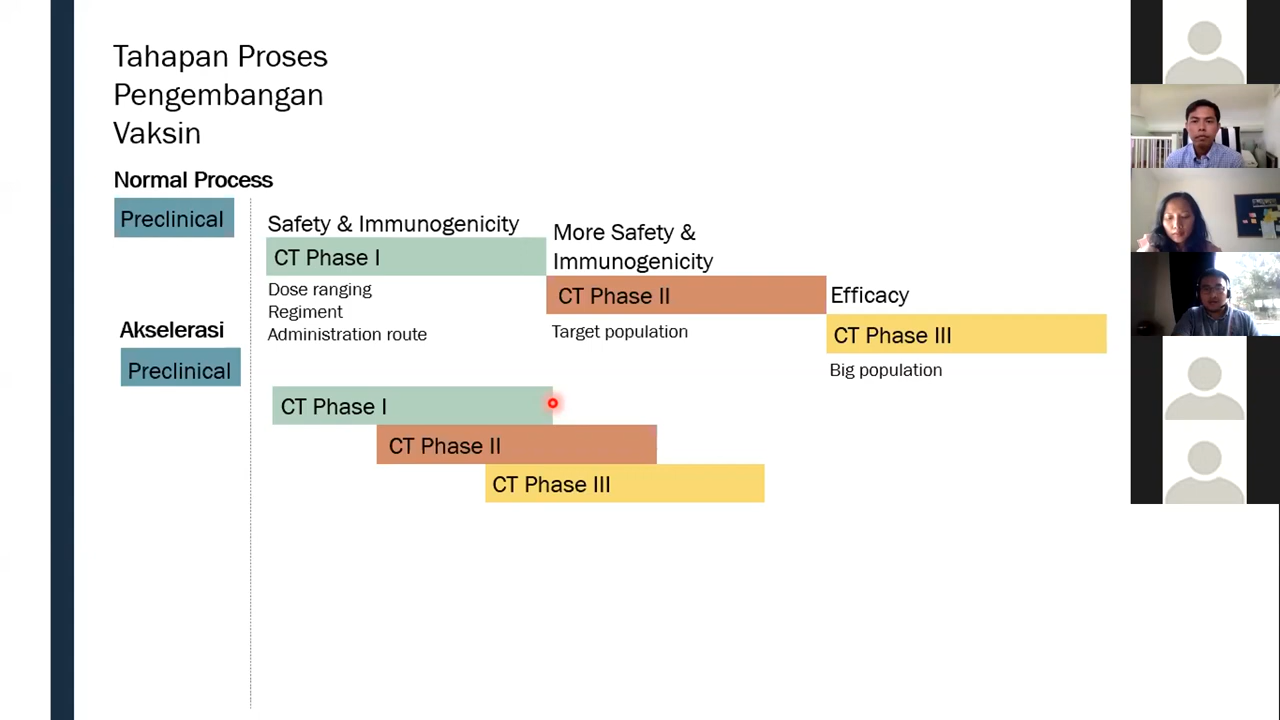 Tahapan Proses
Pengembangan
Vaksin
Normal Process
Preclinical
Safety & Immunogenicity
CT Phase I
Dose ranging
Regiment
Administration route
More Safety &
Immunogenicity
CT Phase II
Target population
Efficacy
CT Phase III
Big population
Akselerasi
Preclinical
CT Phase I
CT Phase II
CT Phase III